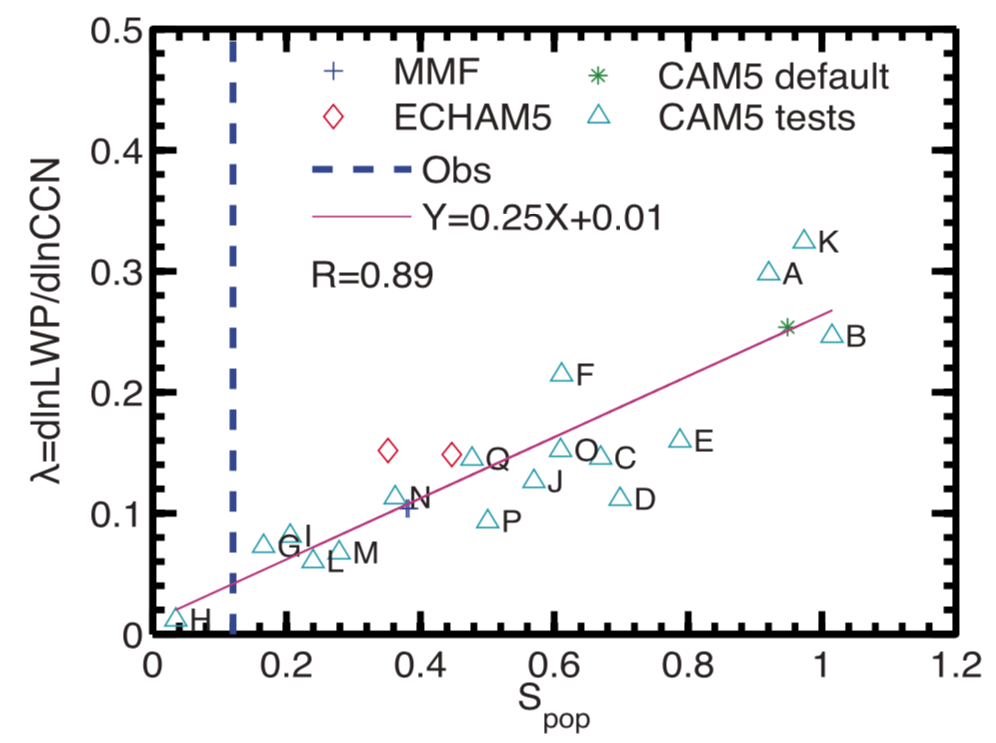 0.5
0.4
0.3
0.2
0.1
0
λ=dlnLWP/dlnCCN
MMF
CAM5 default
ECHAM5
CAM5 tests
Obs
Y=0.25X+0.01
R=0.89
K
A
B
F
E
Q
O
C
J
D
N
P
I
G
L
M
H
0 0.2 0.4 0.6 0.8 1 1.2
S_pop